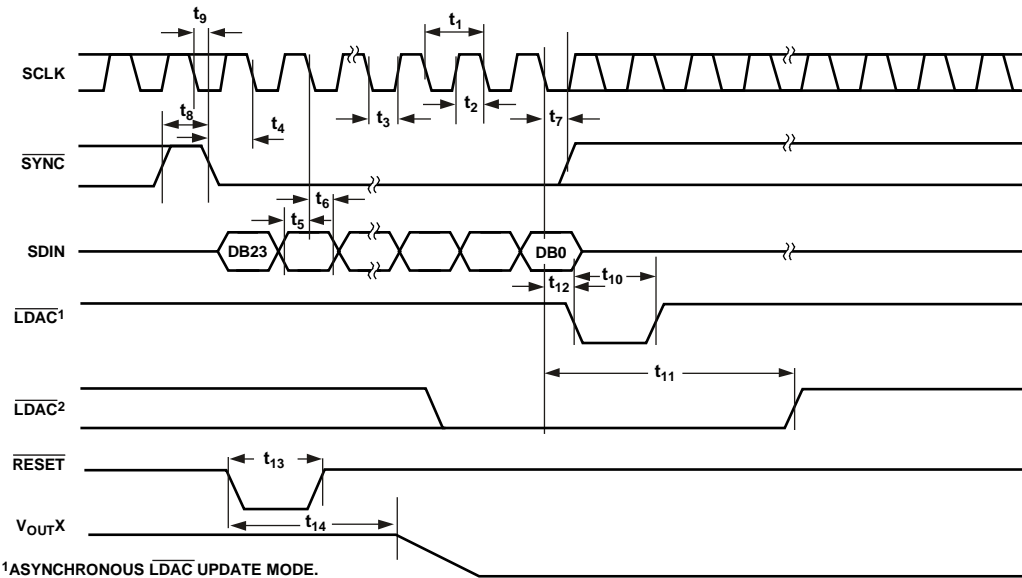 t9
t1
SCLK
t8
t4
t3
t2
t7
SYNC
t6
t5
SDIN
DB23
DB0
t12
t10
LDAC1
t11
LDAC2
RESET
t13
t14
VOUTX
1ASYNCHRONOUS LDAC UPDATE MODE.